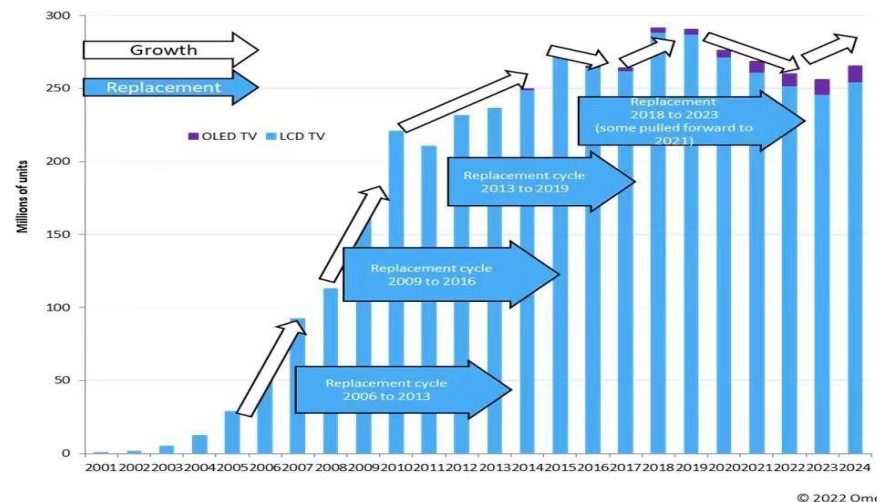 300
Growth
250
Replacement
OLED TV LCD TV
Replacement
2018 to 2023
(some pulled forward to
2021)
200
Replacement cycle
2013 to 2019
Millions of units
150
Replacement cycle
2009 to 2016
100
50
Replacement cycle
2006 to 2013
0
2001 2002 2003 2004 2005 2006 2007 2008 2009 2010 2011 2012 2013 2014 2015 2016 2017 2018 2019 2020 2021 2022 2023 2024
© 2022